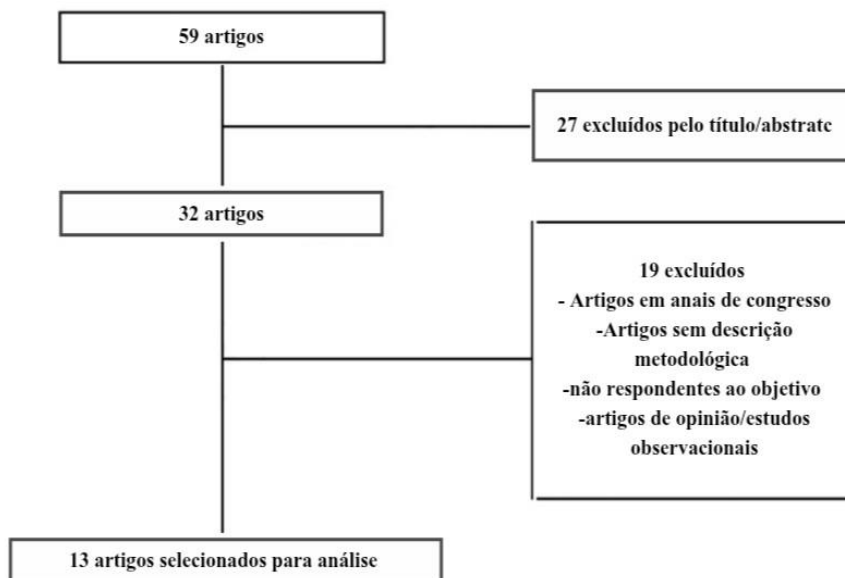 59 artigos
27 excluídos pelo título/abstratc
32 artigos
19 excluídos
- Artigos em anais de congresso
-Artigos sem descrição
metodológica
-não respondentes ao objetivo
-artigos de opinião/estudos
observacionais
13 artigos selecionados para análise